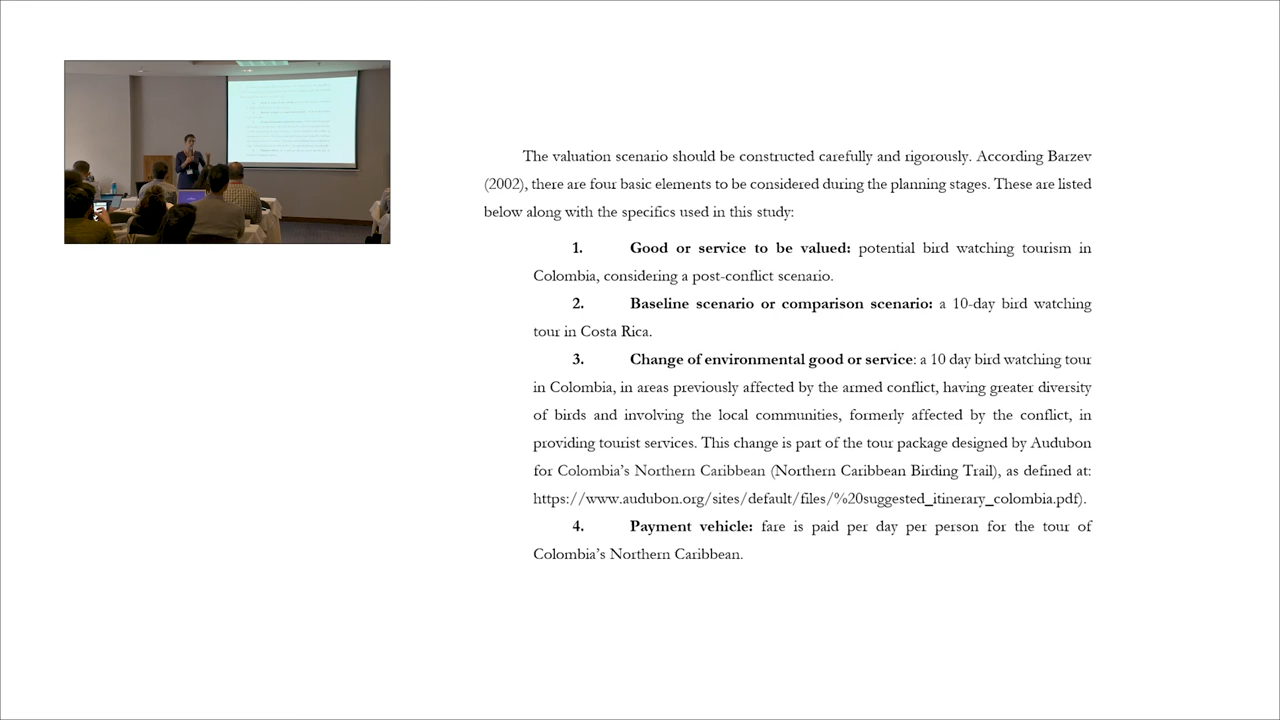 The valuation scenario should be constructed carefully and rigorously. According Barzev
(2002), there are four basic elements to be considered during the planning stages. These are listed
below along with the specifics used in this study:
1. Good or service to be valued: potential bird watching tourism in
Colombia, considering a post-conflict scenario.
2. Baseline scenario or comparison scenario: a 10-day bird watching
tour in Costa Rica.
3. Change of environmental good or service: a 10 day bird watching tour
in Colombia, in areas previously affected by the armed conflict, having greater diversity
of birds and involving the local communities, formerly affected by the conflict, in
providing tourist services. This change is part of the tour package designed by Audubon
for Colombia’s Northern Caribbean (Northern Caribbean Birding Trail), as defined at:
https://www.audubon.org/sites/default/files/%20suggested_itinerary_colombia.pdf).
4. Payment vehicle: fare is paid per day per person for the tour of
Colombia’s Northern Caribbean.